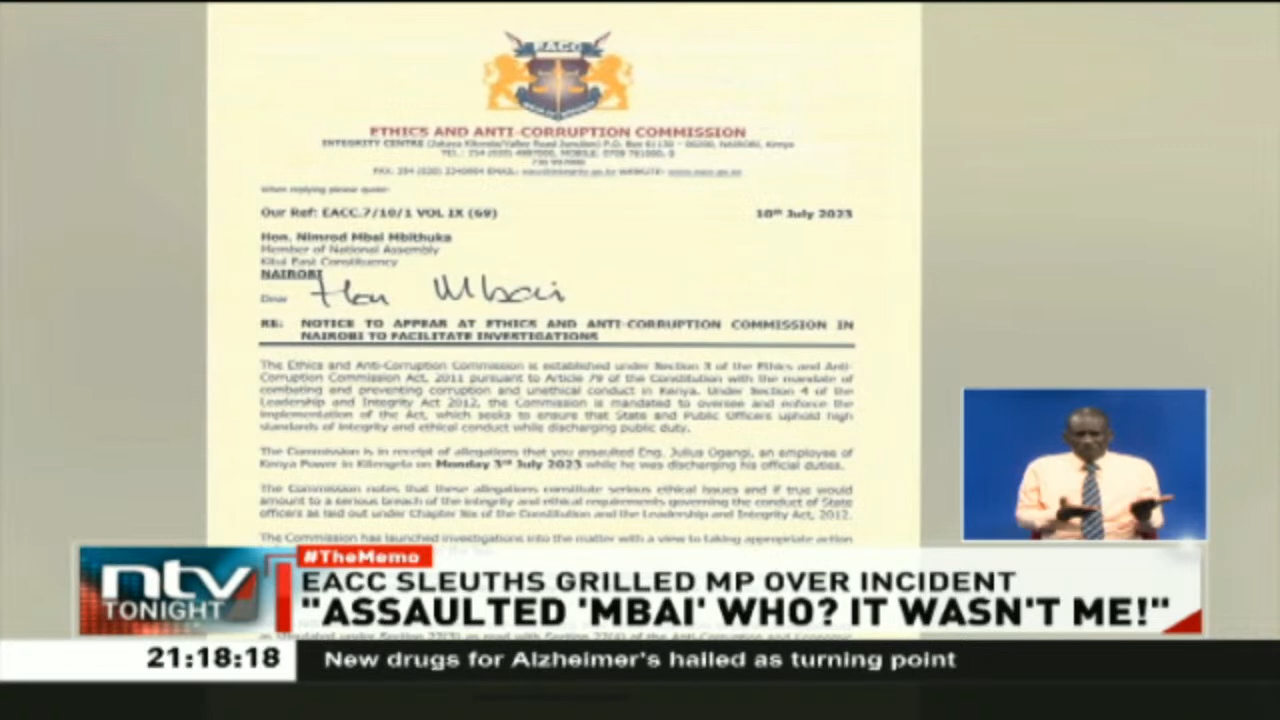 EACC
ETHICS AND ANTI-CORRUPTION COMMISSION
INTEGRITY CENTRE (Jakaya Kikwete/Valley Road Junction) P.O. Box 61130 - 00200, NAIROBI, Kenya
When replying please quote:
Our Ref: EACC.7/10/1 VOL IX (69)
10th July 2023
Hon. Nimrod Mbai Mbithuka
Member of National Assembly
Kitui East Constituency
NAIROBI
Dear Hon Mbai
RE: NOTICE TO APPEAR AT ETHICS AND ANTI-CORRUPTION COMMISSION IN
NAIROBI TO FACILITATE INVESTIGATIONS
The Ethics and Anti-Corruption Commission is established under Section 3 of the Ethics and Anti-
Corruption Commission Act, 2011 pursuant to Article 79 of the Constitution with the mandate of
combating and preventing corruption and unethical conduct in Kenya. Under Section 4 of the
Leadership and Integrity Act 2012, the Commission is mandated to oversee and enforce the
implementation of the Act, which seeks to ensure that State and Public Officers uphold high
standards of integrity and ethical conduct while discharging public duty.
The Commission is in receipt of allegations that you assaulted Eng. Julius Ogangi, an employee of
Kenya Power in Kitengela on Monday 3rd July 2023 while he was discharging his official duties.
The Commission notes that these allegations constitute serious ethical issues and if true would
amount to a serious breach of the integrity and ethical requirements governing the conduct of State
officers as laid out under Chapter Six of the Constitution and the Leadership and Integrity Act, 2012.
The Commission has launched investigations into the matter with a view to taking appropriate action
ntv
TONIGHT
#TheMemo
EACC SLEUTHS GRILLED MP OVER INCIDENT
"ASSAULTED 'MBAI' WHO? IT WASN'T ME!"
21:18:18
New drugs for Alzheimer's hailed as turning point